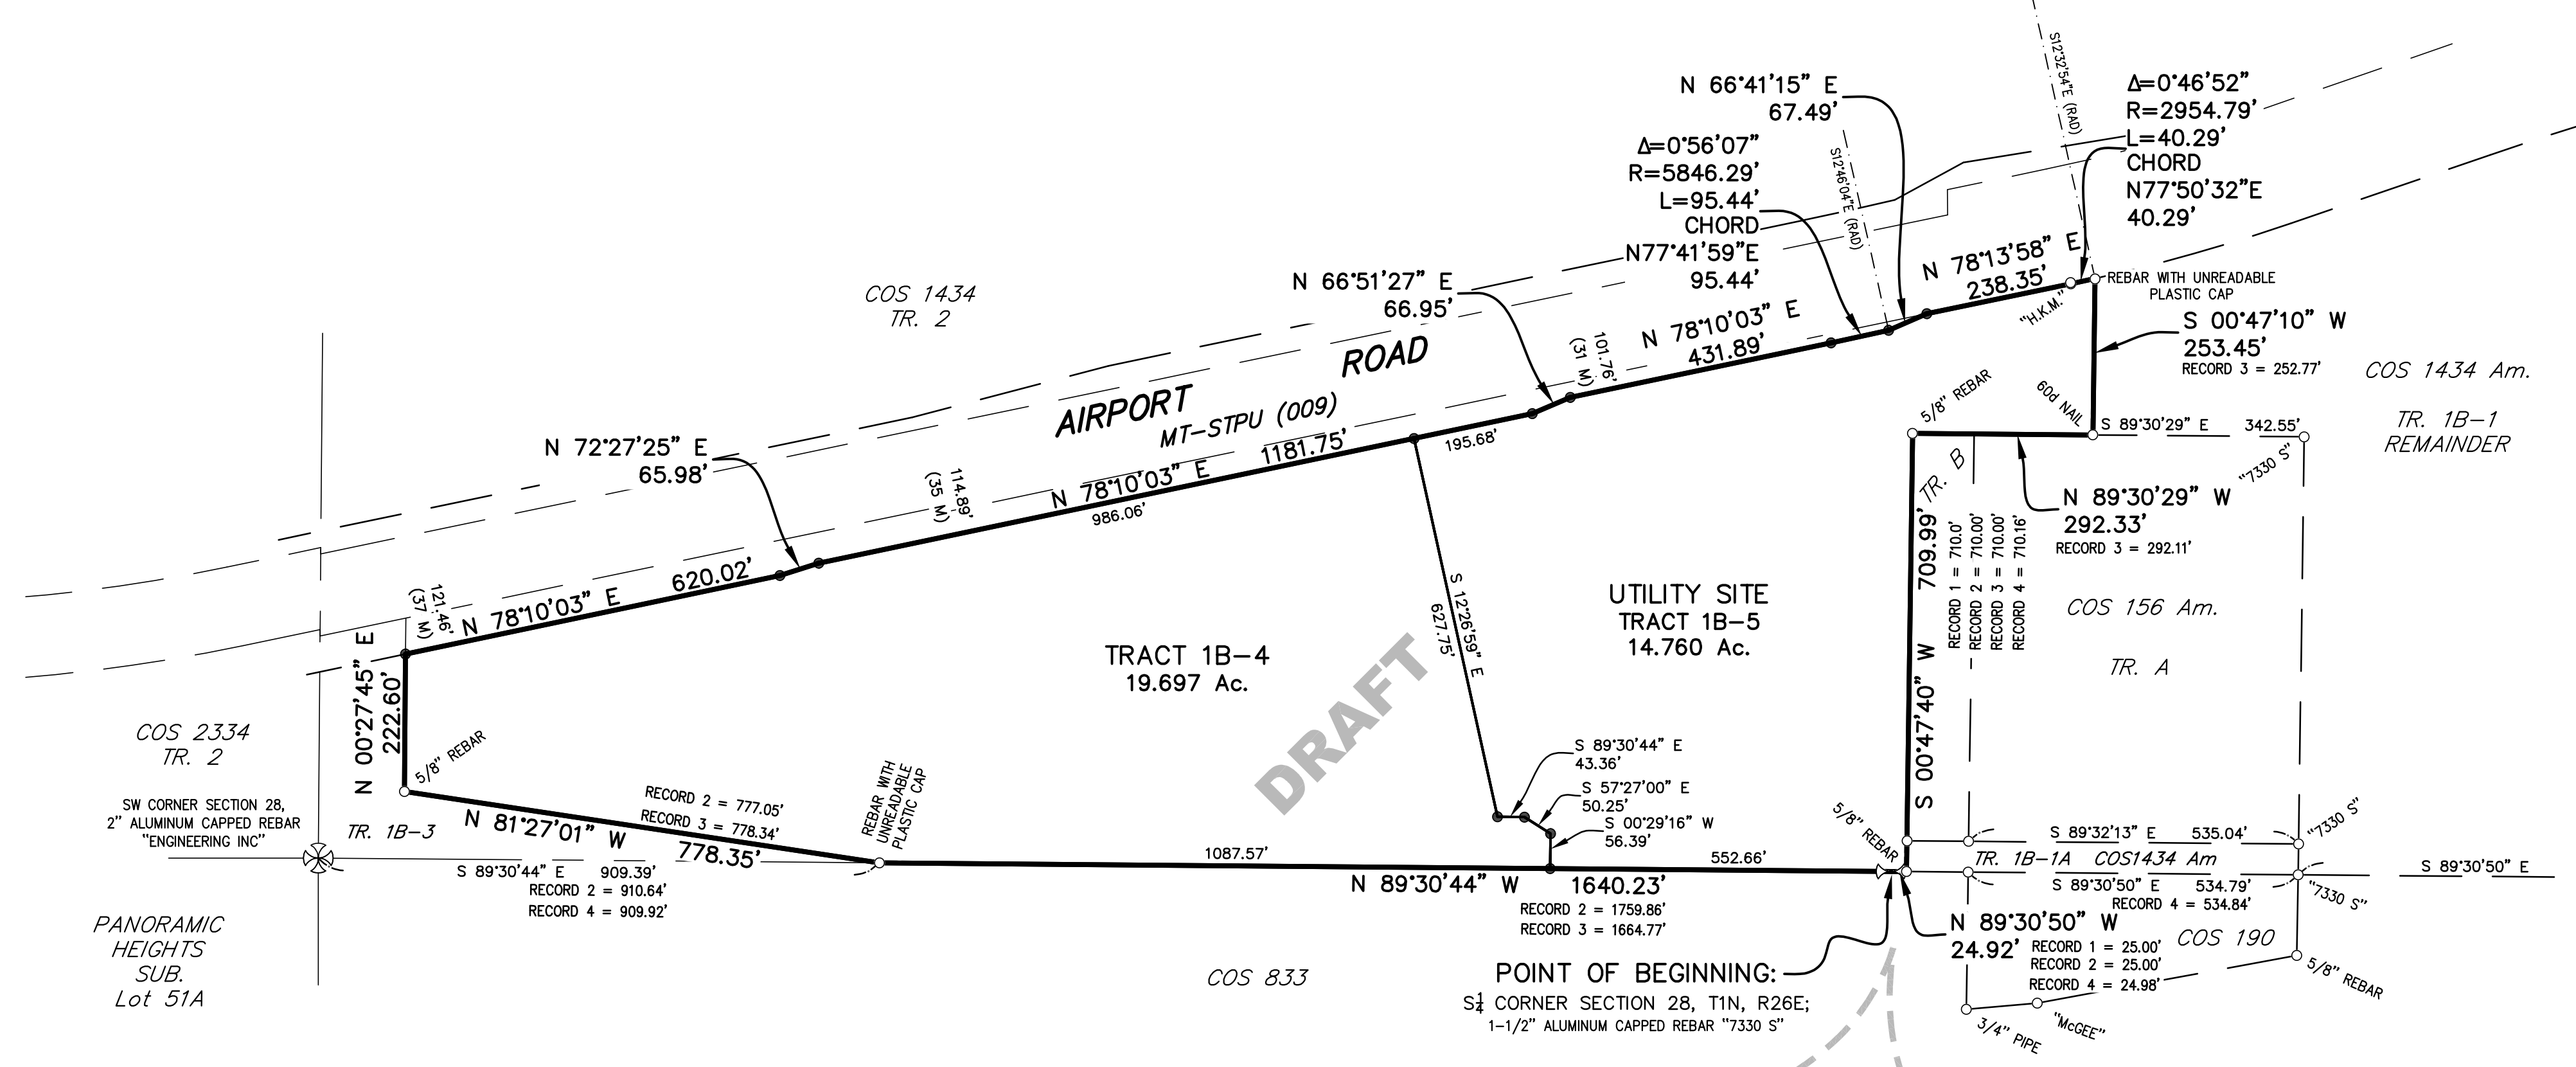 S12°32'54"E (RAD)
Δ=0°46'52"
R=2954.79'
L=40.29'
CHORD
N77°50'32"E
40.29'
N 66°41'15" E
67.49'
Δ=0°56'07"
R=5846.29'
L=95.44'
CHORD
N77°41'59"E
95.44'
S12°46'04"E (RAD)
N 78°13'58" E
238.35'
"H.K.M."
REBAR WITH UNREADABLE
PLASTIC CAP
S 00°47'10" W
253.45'
RECORD 3 = 252.77'
COS 1434 Am.
TR. 1B-1
REMAINDER
COS 1434
TR. 2
N 66°51'27" E
66.95'
101.76'
(31 M)
N 78°10'03" E
431.89'
AIRPORT ROAD
MT-STPU (009)
N 72°27'25" E
65.98'
114.89'
(35 M)
N 78°10'03" E 1181.75'
986.06'
195.68'
5/8" REBAR
60d NAIL
S 89°30'29" E 342.55'
"7330 S"
TR. B
N 89°30'29" W
292.33'
RECORD 3 = 292.11'
S 00°47'40" W 709.99'
RECORD 1 = 710.0'
RECORD 2 = 710.00'
RECORD 3 = 710.00'
RECORD 4 = 710.16'
COS 156 Am.
TR. A
121.46'
(37 M)
N 78°10'03" E 620.02'
N 00°27'45" E
222.60'
5/8" REBAR
TRACT 1B-4
19.697 Ac.
S 12°26'59" E
627.75'
UTILITY SITE
TRACT 1B-5
14.760 Ac.
DRAFT
COS 2334
TR. 2
SW CORNER SECTION 28,
2" ALUMINUM CAPPED REBAR
"ENGINEERING INC"
TR. 1B-3
RECORD 2 = 777.05'
RECORD 3 = 778.34'
N 81°27'01" W 778.35'
REBAR WITH
UNREADABLE
PLASTIC CAP
S 89°30'44" E 909.39'
RECORD 2 = 910.64'
RECORD 4 = 909.92'
PANORAMIC
HEIGHTS
SUB.
Lot 51A
S 89°30'44" E
43.36'
S 57°27'00" E
50.25'
S 00°29'16" W
56.39'
1087.57'
552.66'
N 89°30'44" W 1640.23'
RECORD 2 = 1759.86'
RECORD 3 = 1664.77'
5/8" REBAR
S 89°32'13" E 535.04'
"7330 S"
TR. 1B-1A COS1434 Am
S 89°30'50" E 534.79'
RECORD 4 = 534.84'
"7330 S"
S 89°30'50" E
N 89°30'50" W
24.92'
RECORD 1 = 25.00'
RECORD 2 = 25.00'
RECORD 4 = 24.98'
COS 190
5/8" REBAR
"McGEE"
3/4" PIPE
COS 833
POINT OF BEGINNING:
S1/4 CORNER SECTION 28, T1N, R26E;
1-1/2" ALUMINUM CAPPED REBAR "7330 S"